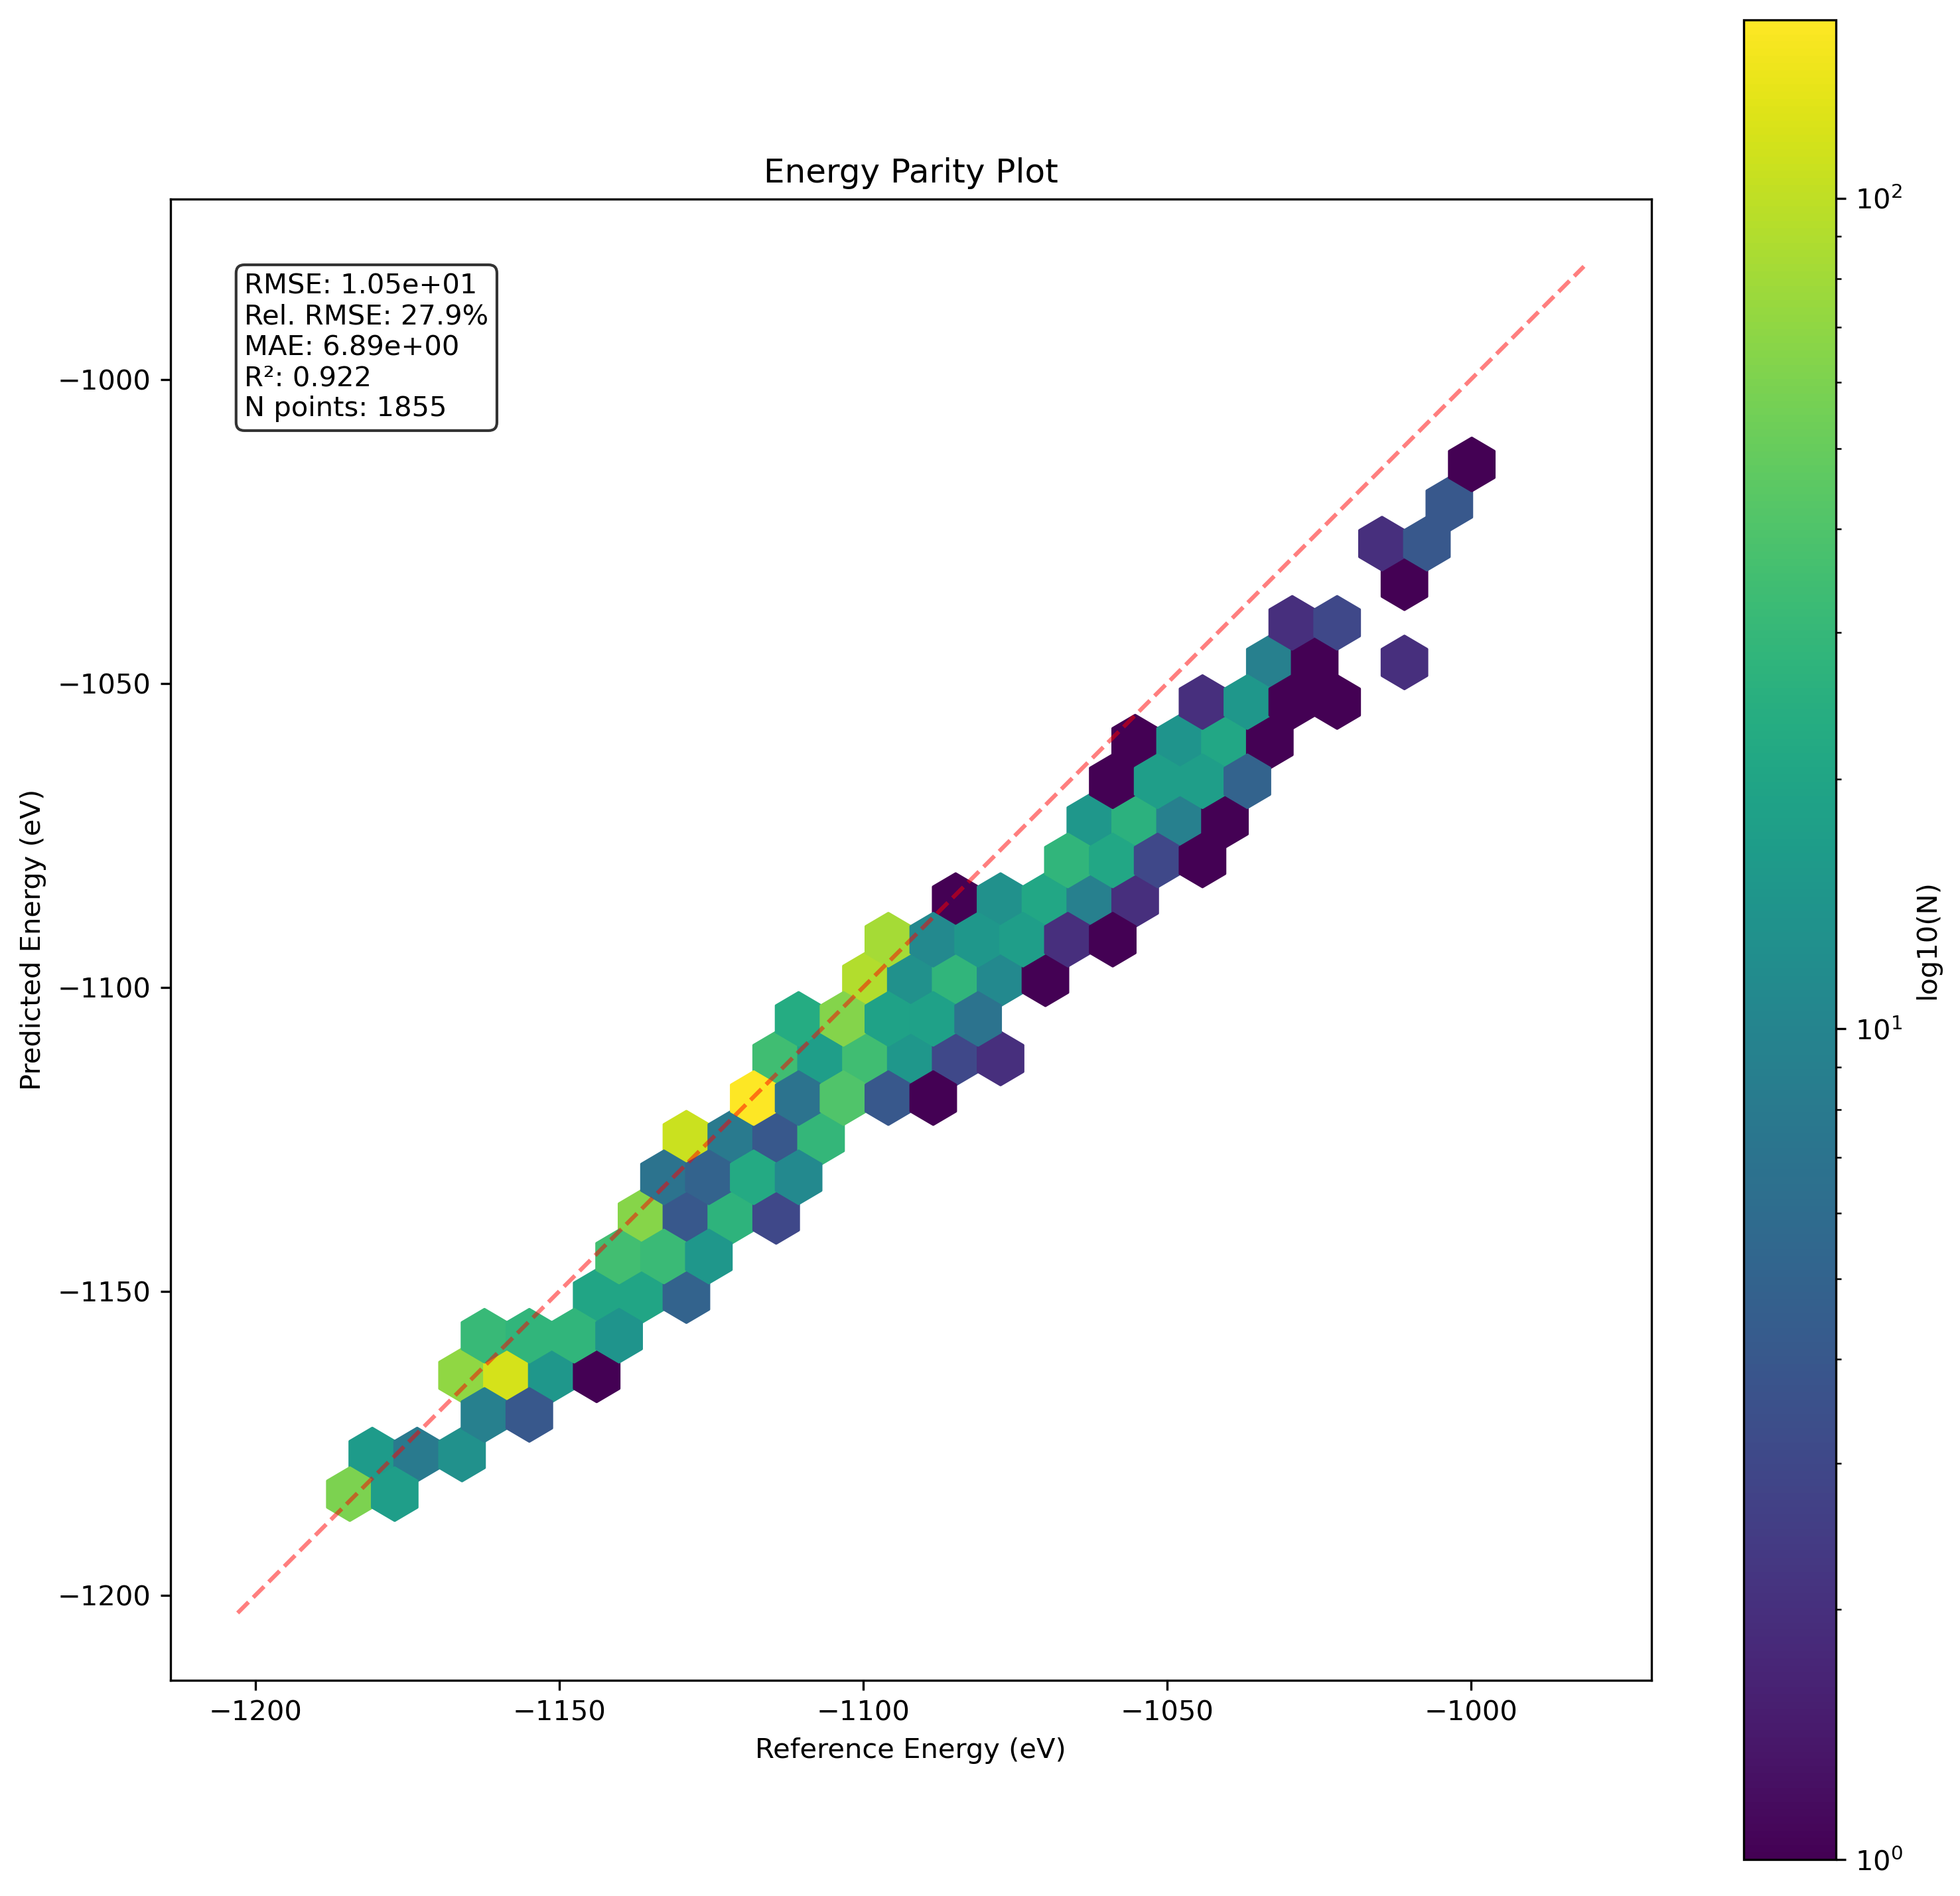 Energy Parity Plot
RMSE: 1.05e+01
Rel. RMSE: 27.9%
MAE: 6.89e+00
R²: 0.922
N points: 1855
Predicted Energy (eV)
−1000
−1050
−1100
−1150
−1200
−1200 −1150 −1100 −1050 −1000
Reference Energy (eV)
10²
10¹
10⁰
log10(N)